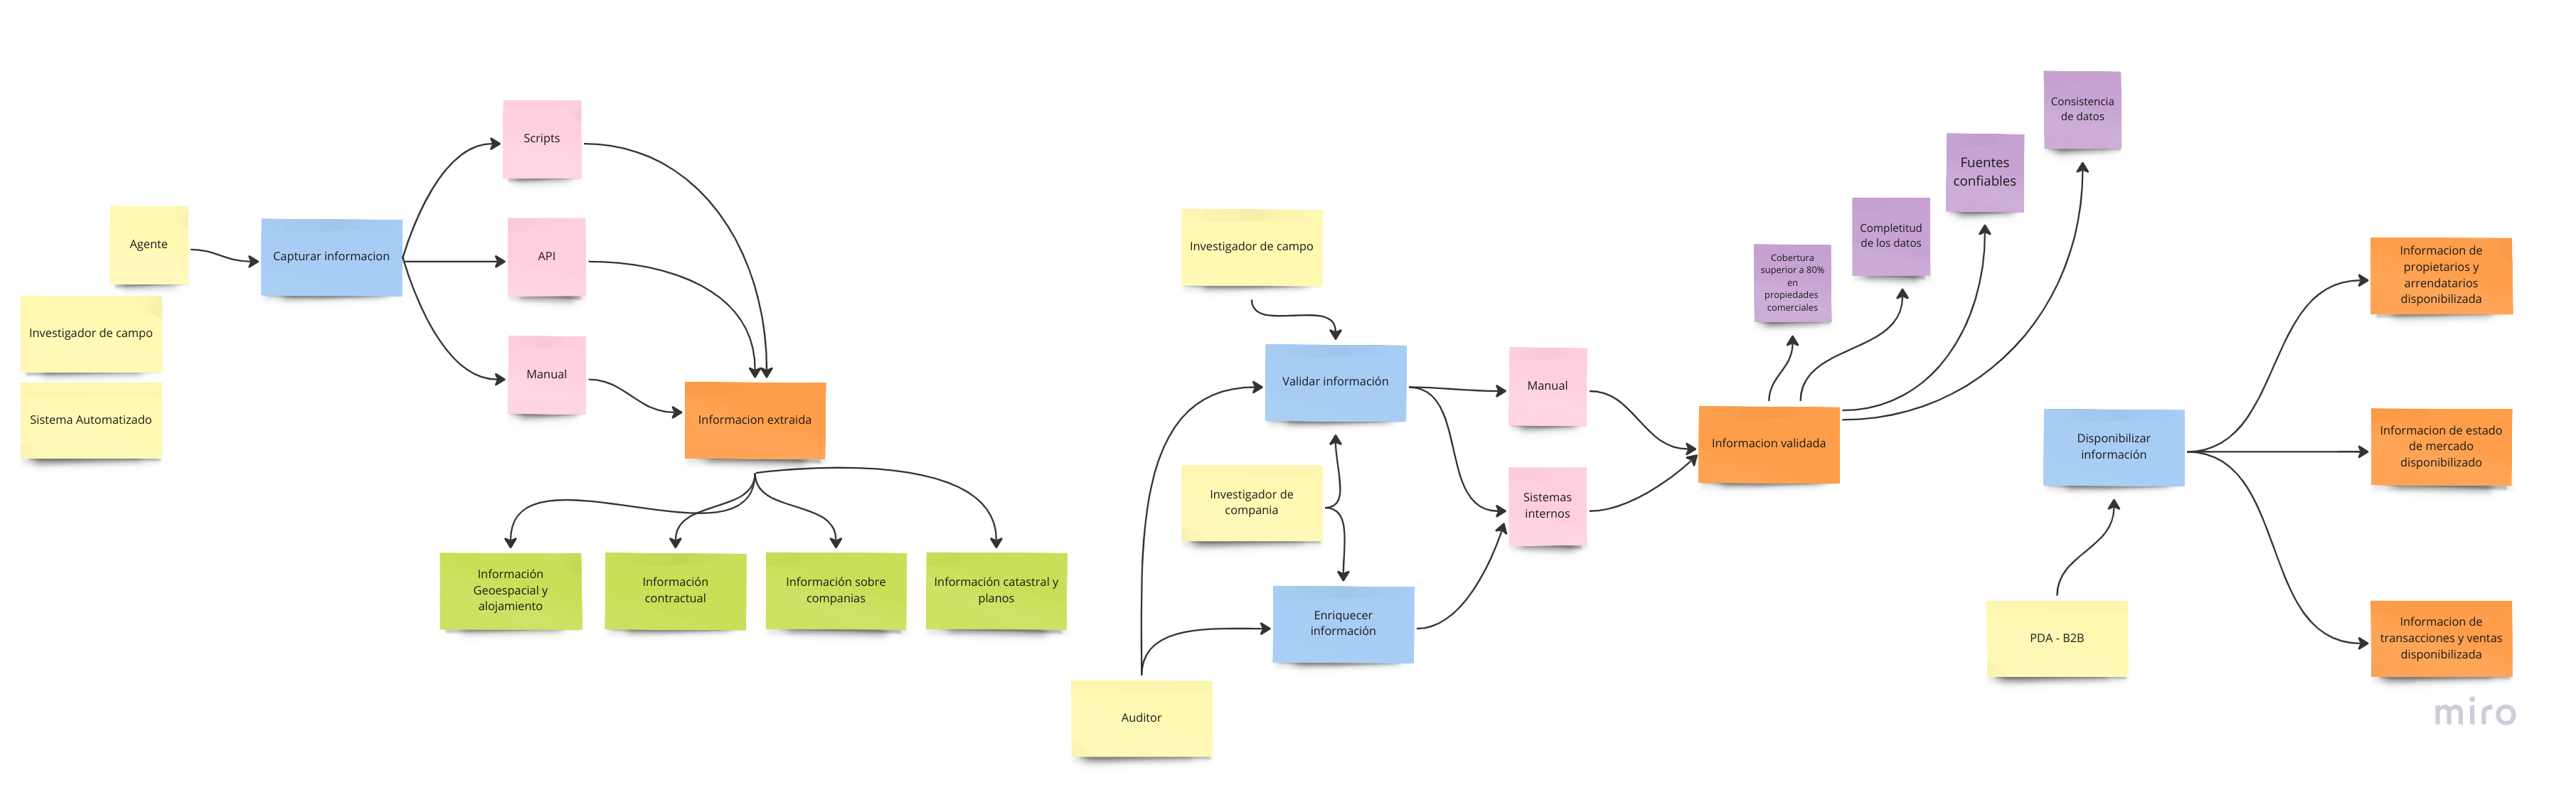 Agente
Investigador de campo
Sistema Automatizado
Capturar informacion
Scripts
API
Manual
Informacion extraida
Información
Geoespacial y
alojamiento
Información
contractual
Información sobre
companias
Información catastral y
planos
Investigador de campo
Validar información
Investigador de
compania
Enriquecer
información
Auditor
Manual
Sistemas
internos
Informacion validada
Cobertura
superior a 80%
en
propiedades
comerciales
Completitud
de los datos
Fuentes
confiables
Consistencia
de datos
Disponibilizar
información
PDA - B2B
Informacion de
propietarios y
arrendatarios
disponibilizada
Informacion de estado
de mercado
disponibilizado
Informacion de
transacciones y ventas
disponibilizada
miro